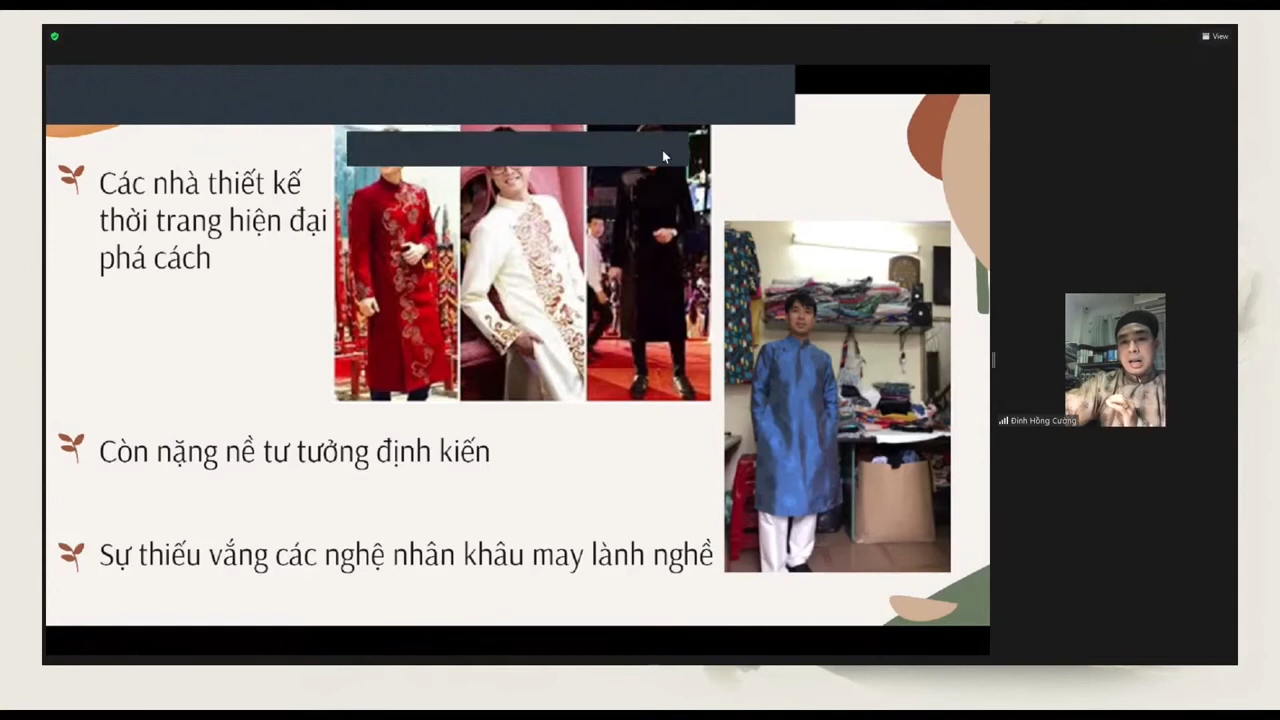 View
Các nhà thiết kế
thời trang hiện đại
phá cách
Còn nặng nề tư tưởng định kiến
Sự thiếu vắng các nghệ nhân khâu may lành nghề
Đinh Hồng Cường